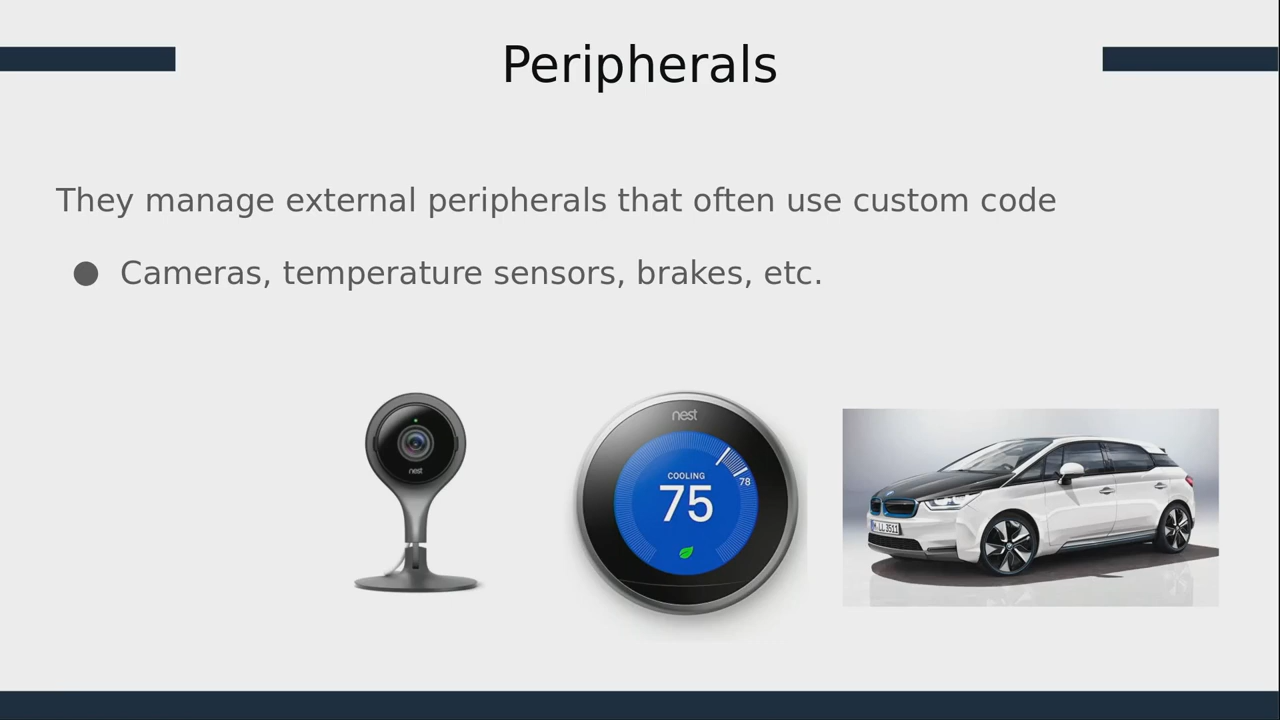 Peripherals
They manage external peripherals that often use custom code
● Cameras, temperature sensors, brakes, etc.
nest
nest
COOLING
78
75